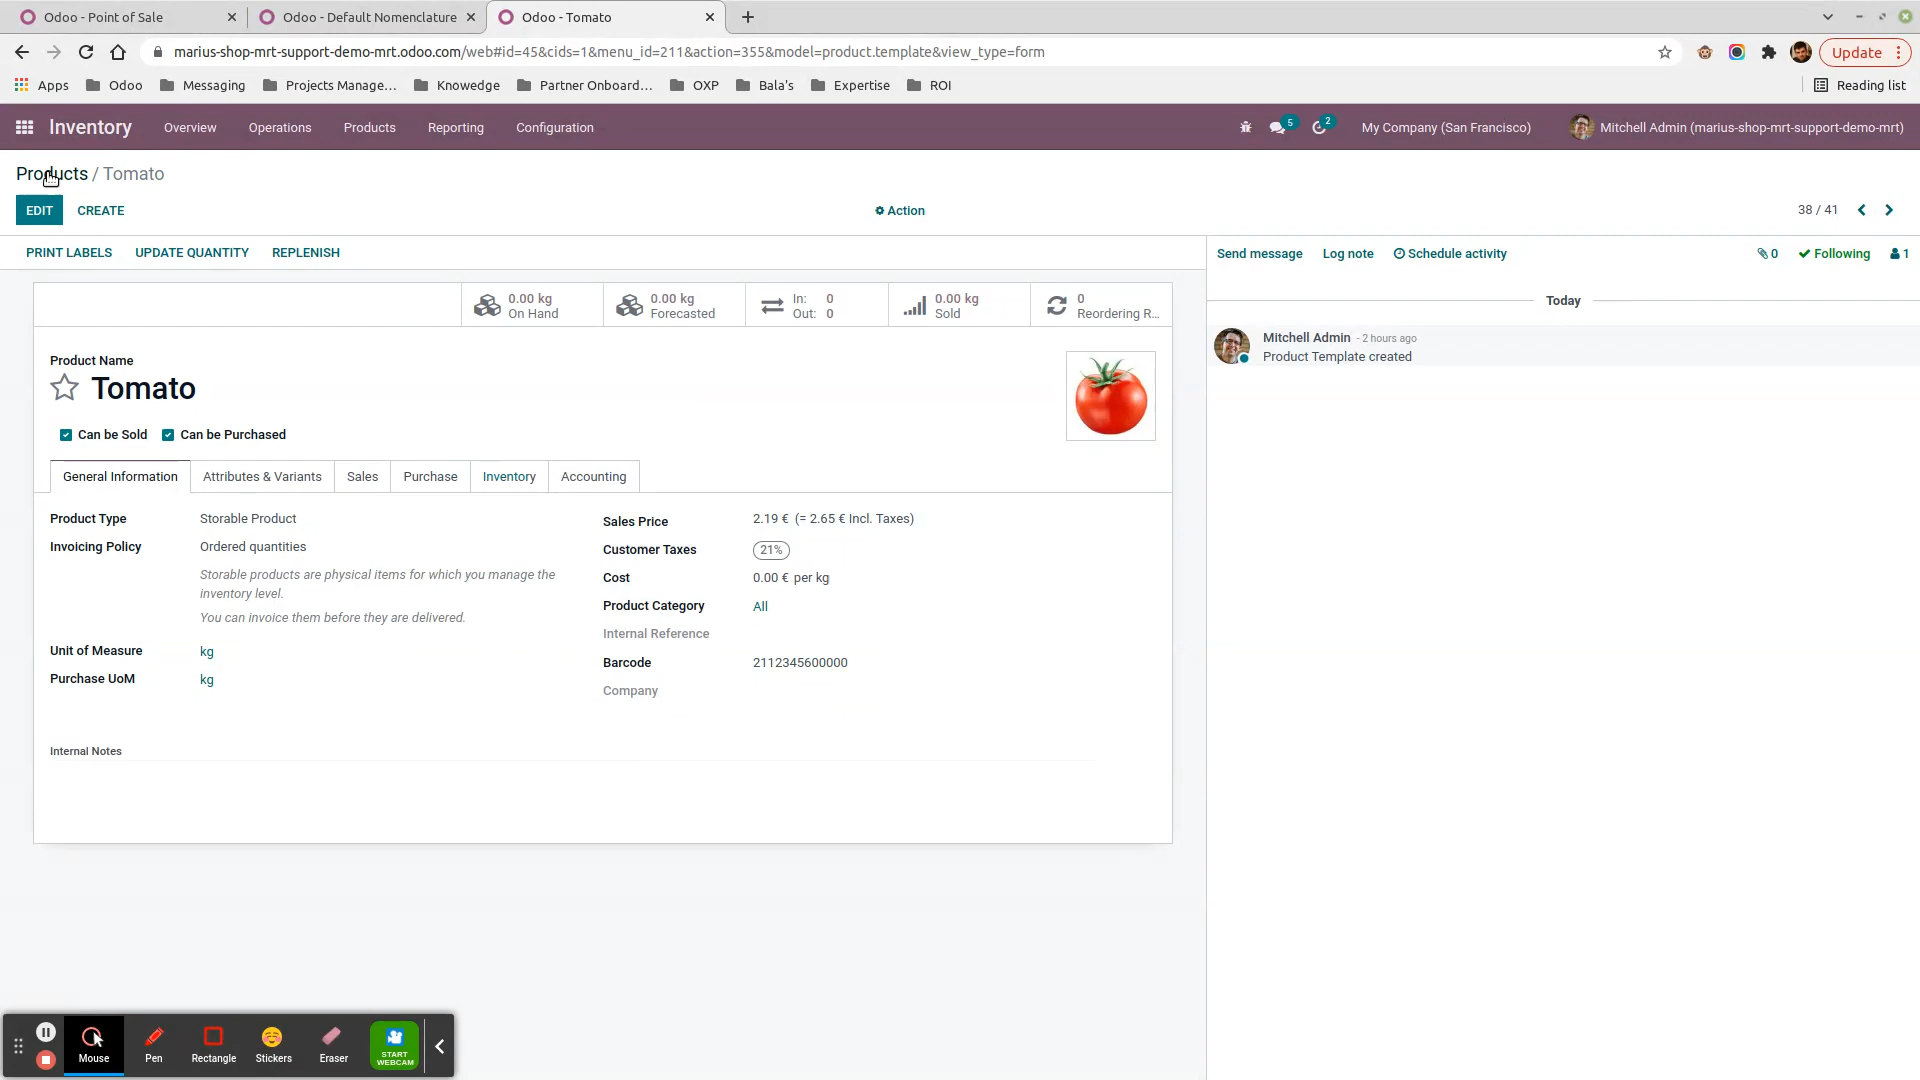 Odoo - Point of Sale
Odoo - Default Nomenclature
Odoo - Tomato
marius-shop-mrt-support-demo-mrt.odoo.com/web#id=45&cids=1&menu_id=211&action=355&model=product.template&view_type=form
Update
Apps Odoo Messaging Projects Manage... Knowedge Partner Onboard... OXP Bala's Expertise ROI Reading list
Inventory Overview Operations Products Reporting Configuration 5 2 My Company (San Francisco) Mitchell Admin (marius-shop-mrt-support-demo-mrt)
Products / Tomato
EDIT CREATE Action 38 / 41
PRINT LABELS UPDATE QUANTITY REPLENISH
Send message Log note Schedule activity 0 Following 1
0.00 kg
On Hand
0.00 kg
Forecasted
In: 0
Out: 0
0.00 kg
Sold
0
Reordering R...
Today
Mitchell Admin - 2 hours ago
Product Template created
Product Name
Tomato
Can be Sold Can be Purchased
General Information Attributes & Variants Sales Purchase Inventory Accounting
Product Type Storable Product
Invoicing Policy Ordered quantities
Storable products are physical items for which you manage the
inventory level.
You can invoice them before they are delivered.
Unit of Measure kg
Purchase UoM kg
Sales Price 2.19 € (= 2.65 € Incl. Taxes)
Customer Taxes 21%
Cost 0.00 € per kg
Product Category All
Internal Reference
Barcode 2112345600000
Company
Internal Notes
Mouse Pen Rectangle Stickers Eraser
START
WEBCAM